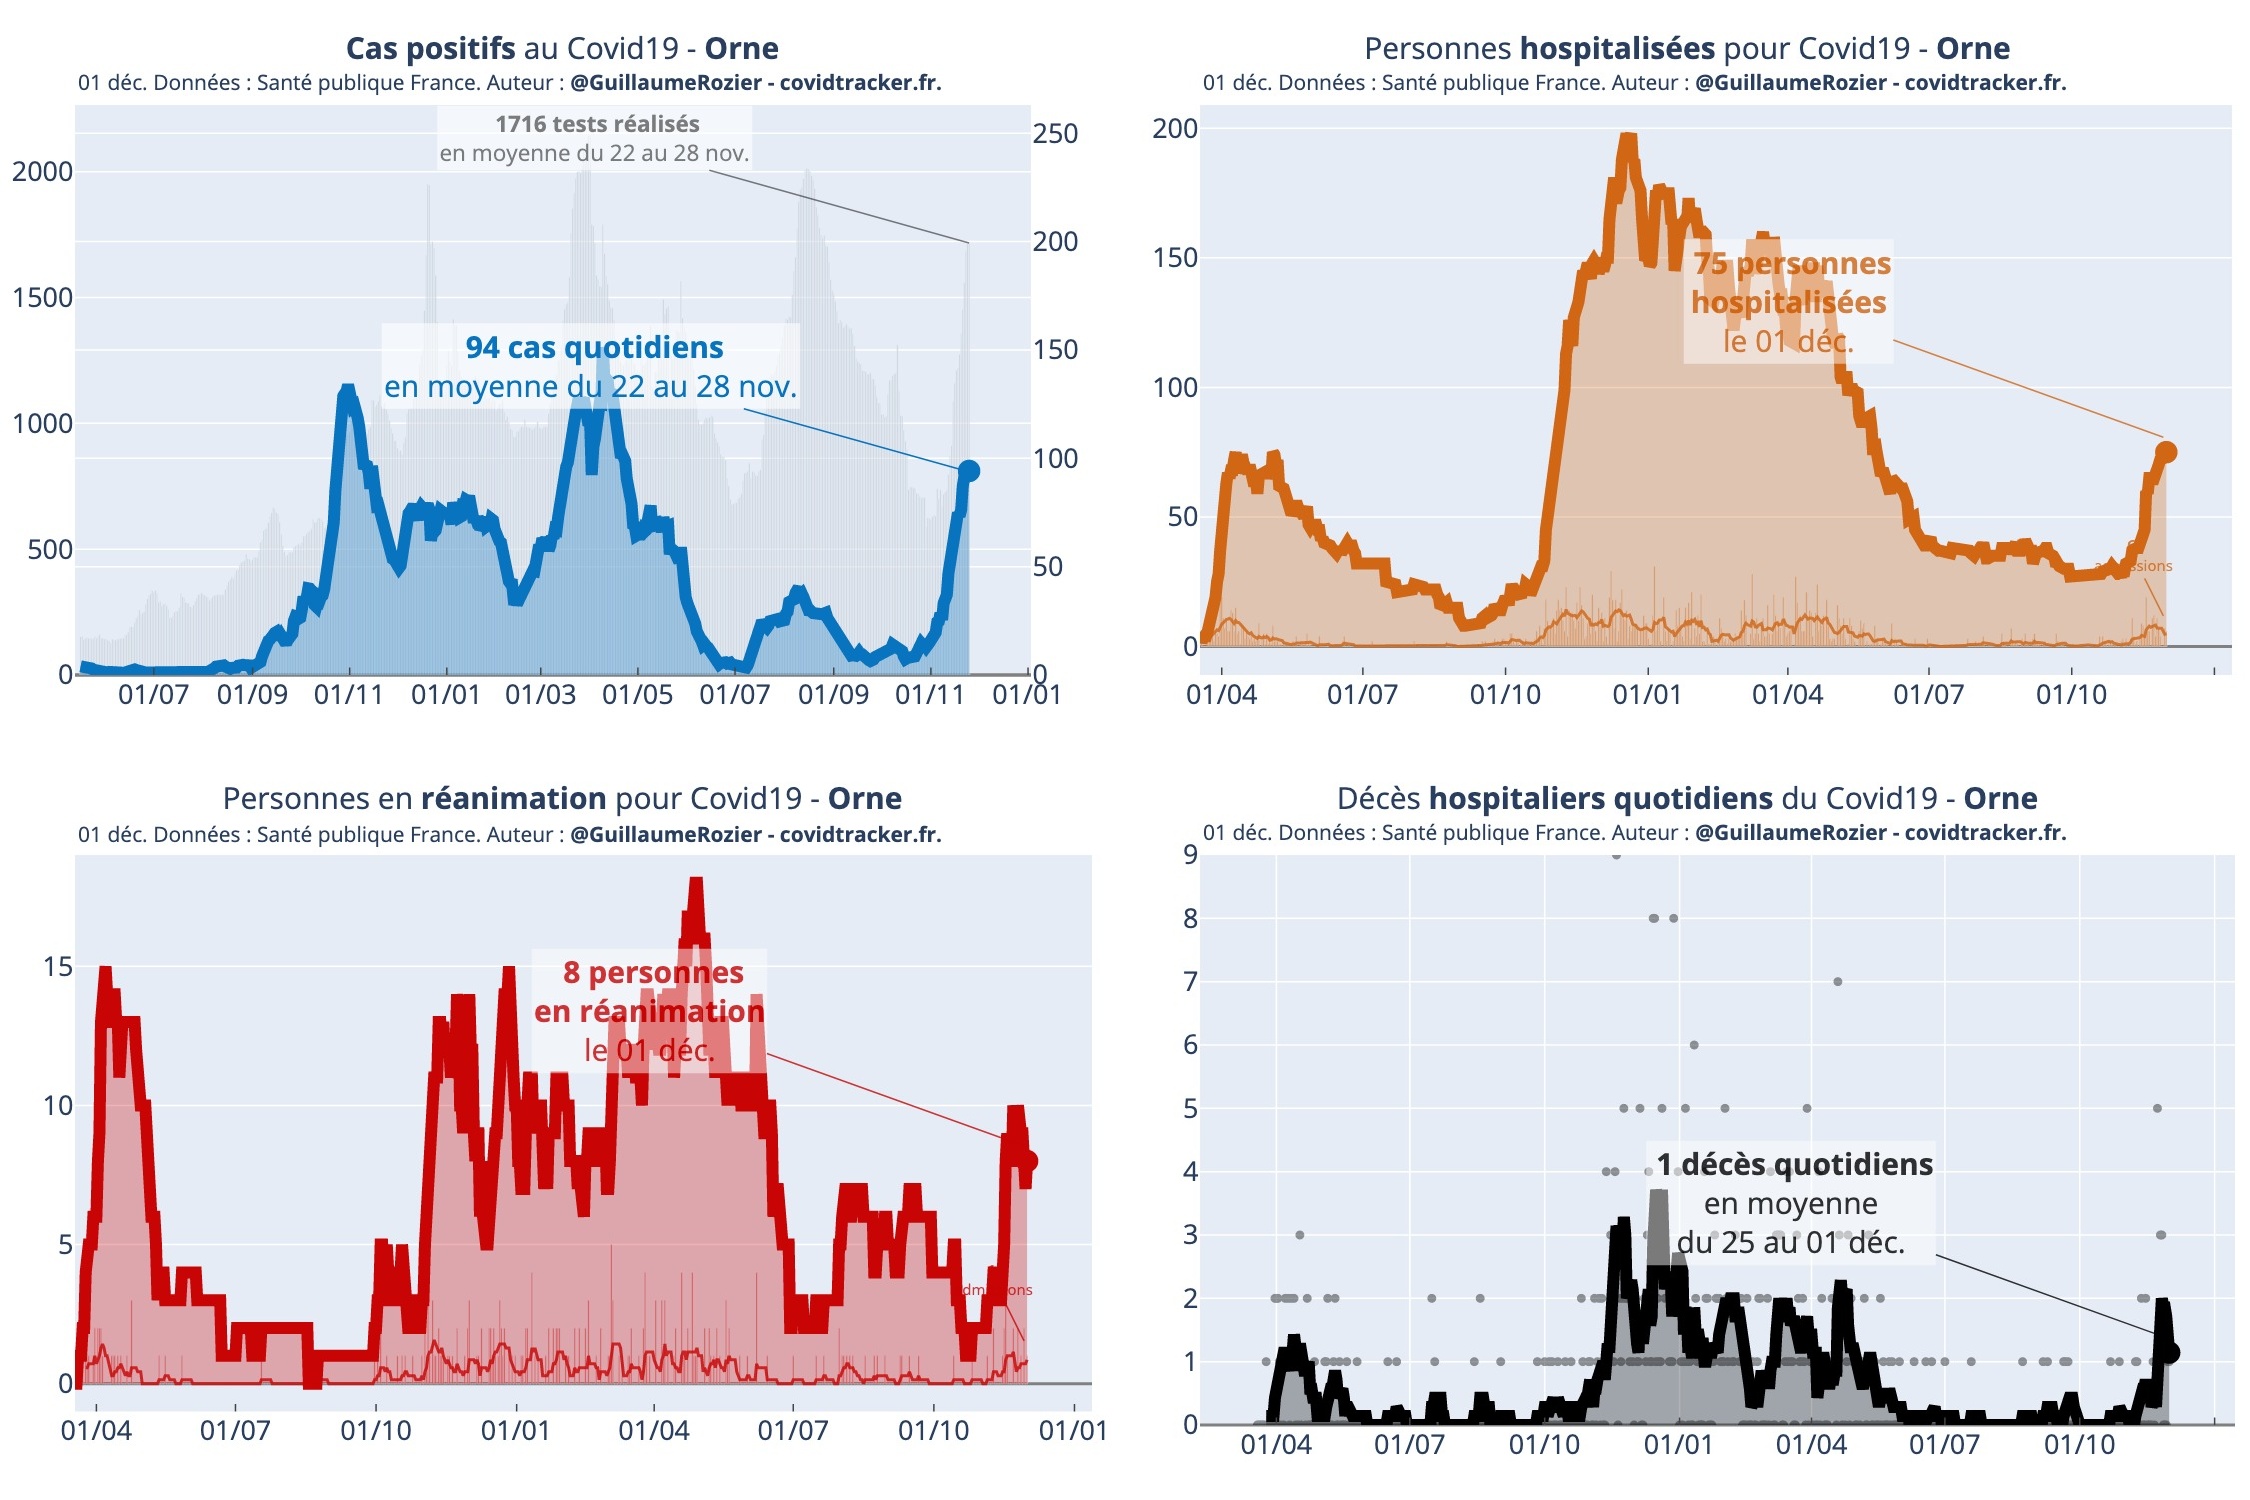 Cas positifs au Covid19 - Orne
01 déc. Données : Santé publique France. Auteur : @GuillaumeRozier - covidtracker.fr.
1716 tests réalisés
en moyenne du 22 au 28 nov.
94 cas quotidiens
en moyenne du 22 au 28 nov.
2000
1500
1000
500
0
250
200
150
100
50
0
01/07 01/09 01/11 01/01 01/03 01/05 01/07 01/09 01/11 01/01
Personnes hospitalisées pour Covid19 - Orne
01 déc. Données : Santé publique France. Auteur : @GuillaumeRozier - covidtracker.fr.
75 personnes
hospitalisées
le 01 déc.
200
150
100
50
0
01/04 01/07 01/10 01/01 01/04 01/07 01/10
Personnes en réanimation pour Covid19 - Orne
01 déc. Données : Santé publique France. Auteur : @GuillaumeRozier - covidtracker.fr.
8 personnes
en réanimation
le 01 déc.
15
10
5
0
01/04 01/07 01/10 01/01 01/04 01/07 01/10 01/01
Décès hospitaliers quotidiens du Covid19 - Orne
01 déc. Données : Santé publique France. Auteur : @GuillaumeRozier - covidtracker.fr.
1 décès quotidiens
en moyenne
du 25 au 01 déc.
9
8
7
6
5
4
3
2
1
0
01/04 01/07 01/10 01/01 01/04 01/07 01/10